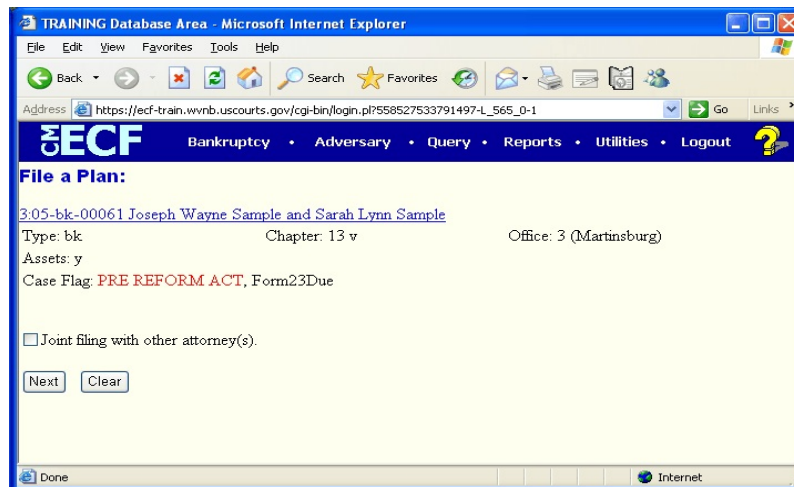 TRAINING Database Area - Microsoft Internet Explorer
File Edit View Favorites Tools Help
Back Search Favorites
Address https://ecf-train.wvnb.uscourts.gov/cgi-bin/login.pl?558527533791497-L_565_0-1 Go Links »
CM ECF Bankruptcy • Adversary • Query • Reports • Utilities • Logout ?
File a Plan:
3:05-bk-00061 Joseph Wayne Sample and Sarah Lynn Sample
Type: bk Chapter: 13 v Office: 3 (Martinsburg)
Assets: y
Case Flag: PRE REFORM ACT, Form23Due
Joint filing with other attorney(s).
Next Clear
Done Internet